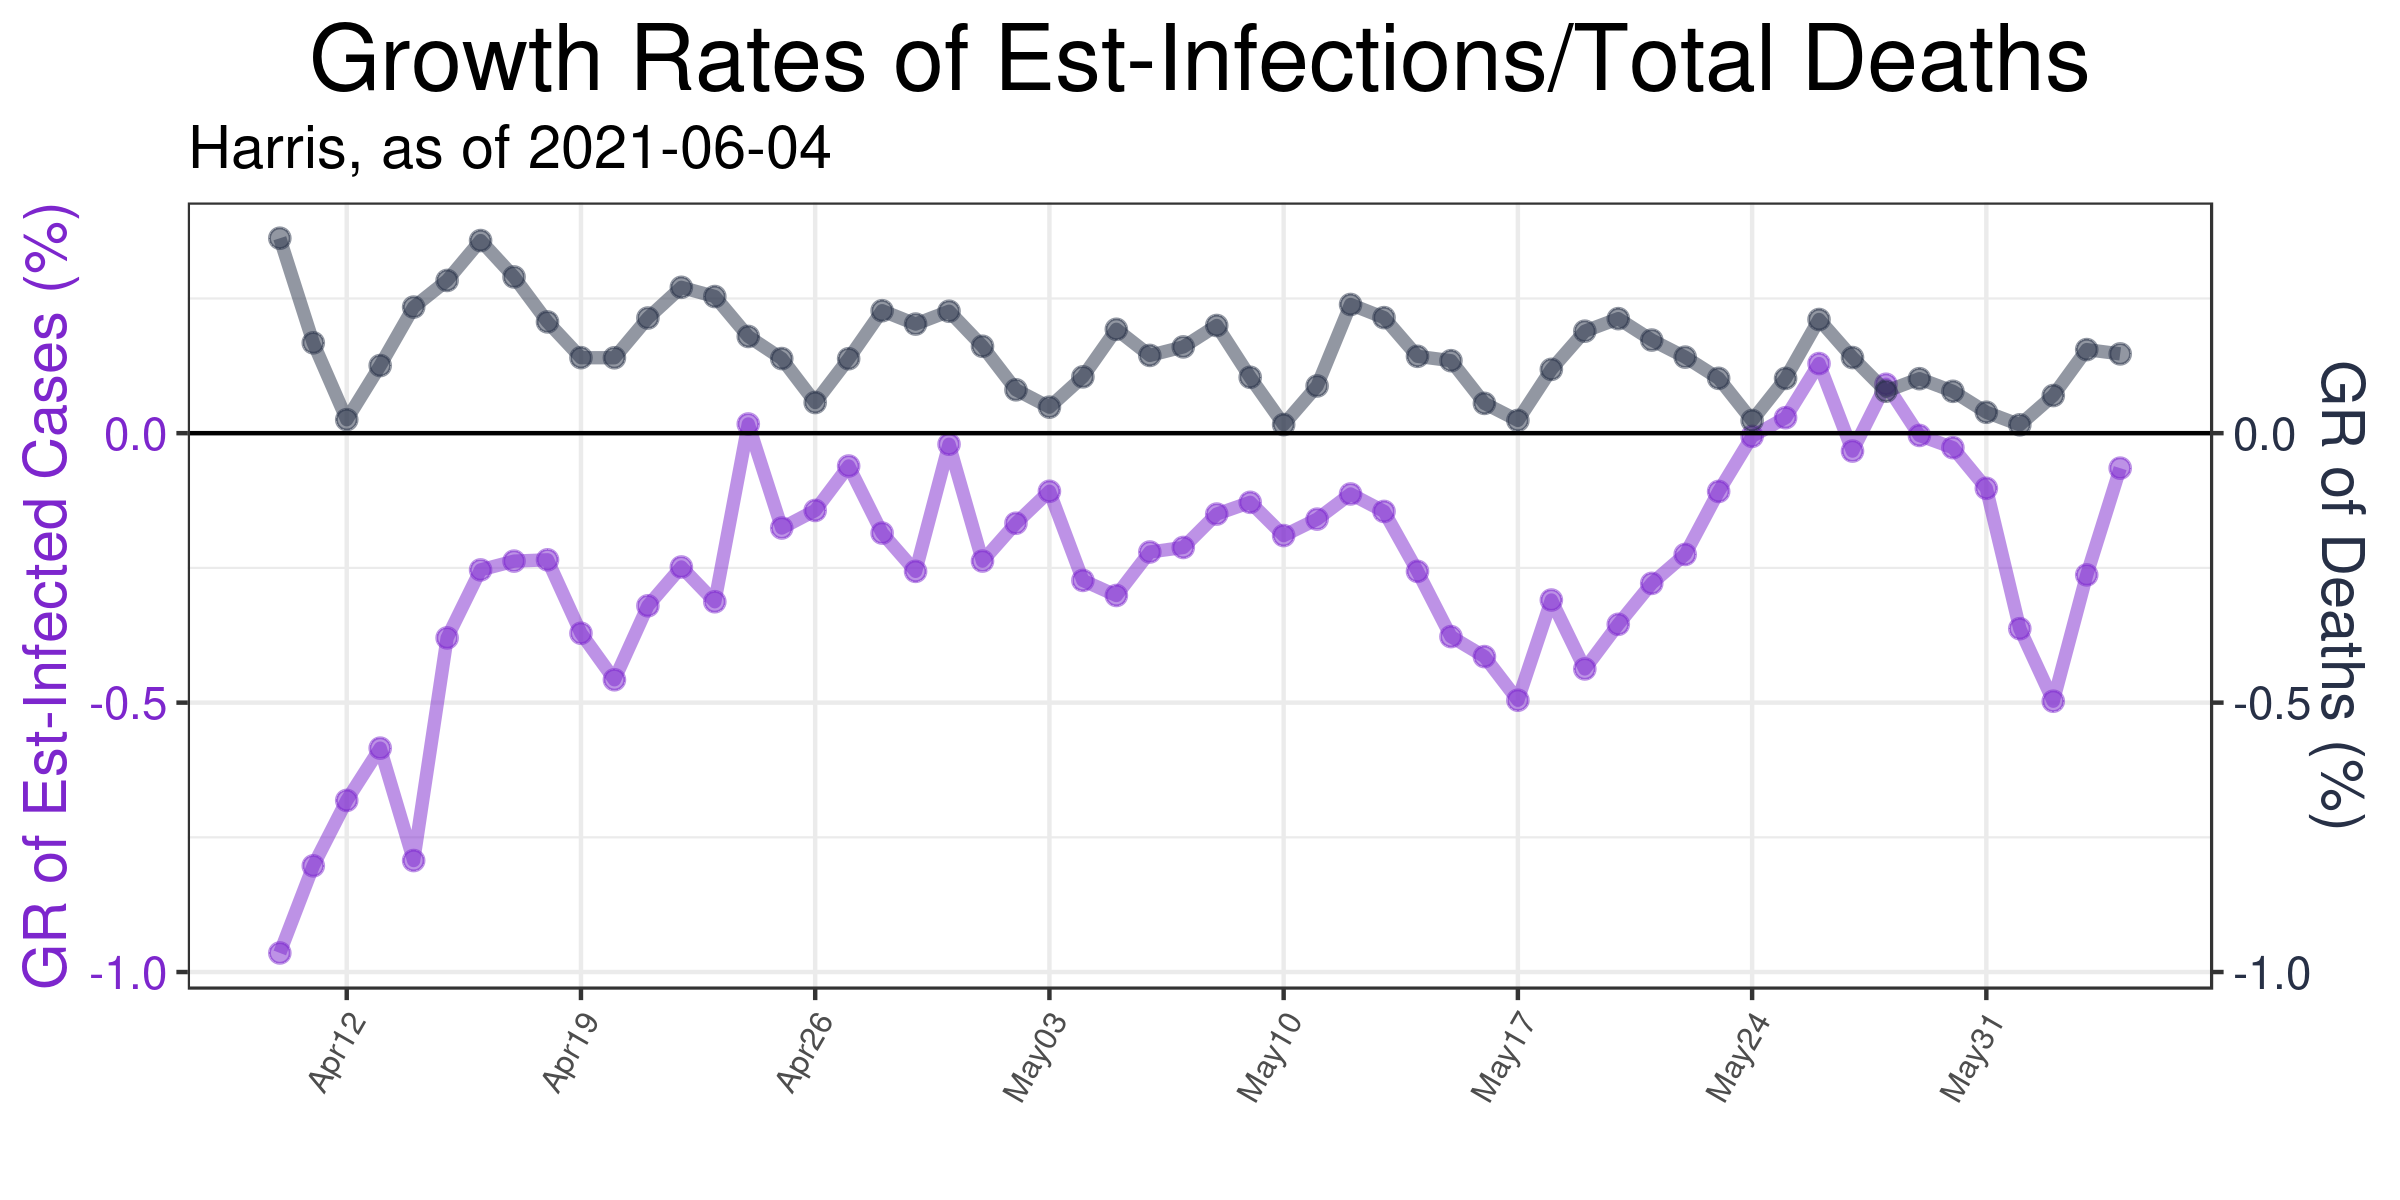 Growth Rates of Est-Infections/Total Deaths
Harris, as of 2021-06-04
GR of Est-Infected Cases (%)
0.0
-0.5
-1.0
GR of Deaths (%)
0.0
-0.5
-1.0
Apr12
Apr19
Apr26
May03
May10
May17
May24
May31